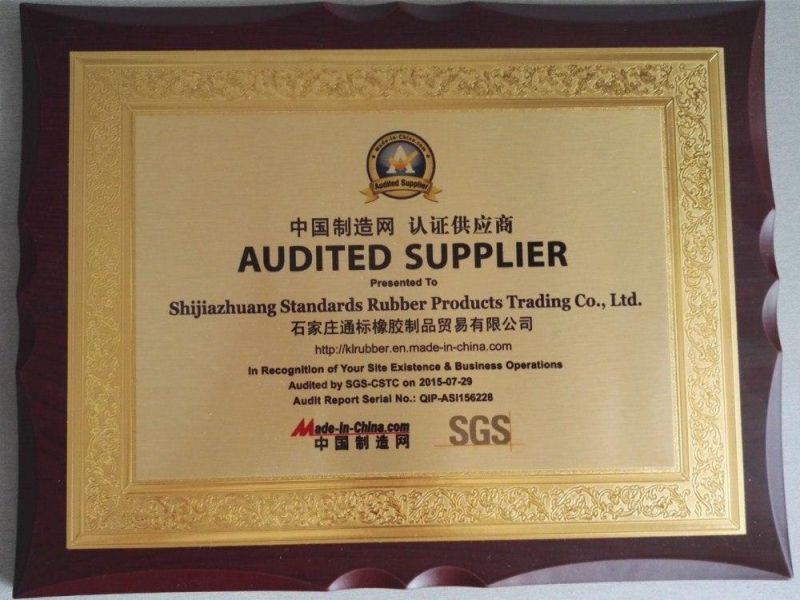 Made-in-China.com
Audited Supplier
中国制造网 认证供应商
AUDITED SUPPLIER
Presented To
Shijiazhuang Standards Rubber Products Trading Co., Ltd.
石家庄通标橡胶制品贸易有限公司
http://klrubber.en.made-in-china.com
In Recognition of Your Site Existence & Business Operations
Audited by SGS-CSTC on 2015-07-29
Audit Report Serial No.: QIP-ASI156228
Made-in-China.com
中国制造网
SGS